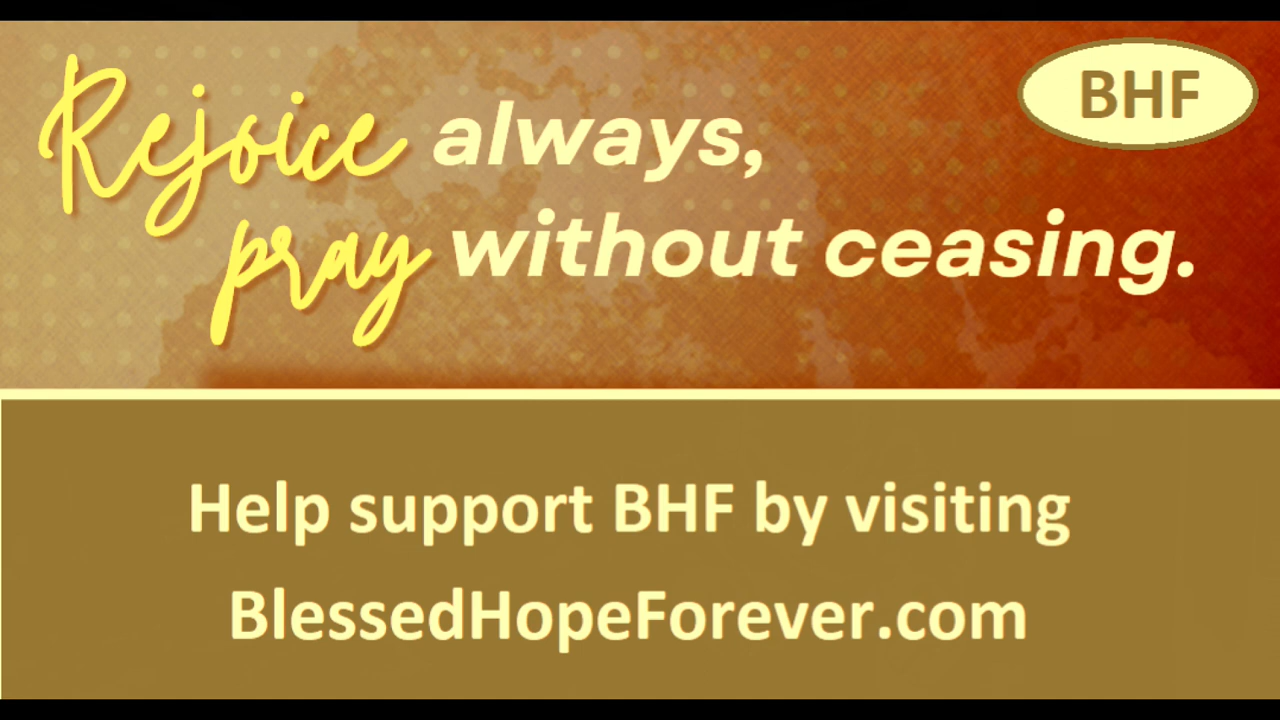 BHF
Rejoice always,
pray without ceasing.
Help support BHF by visiting
BlessedHopeForever.com